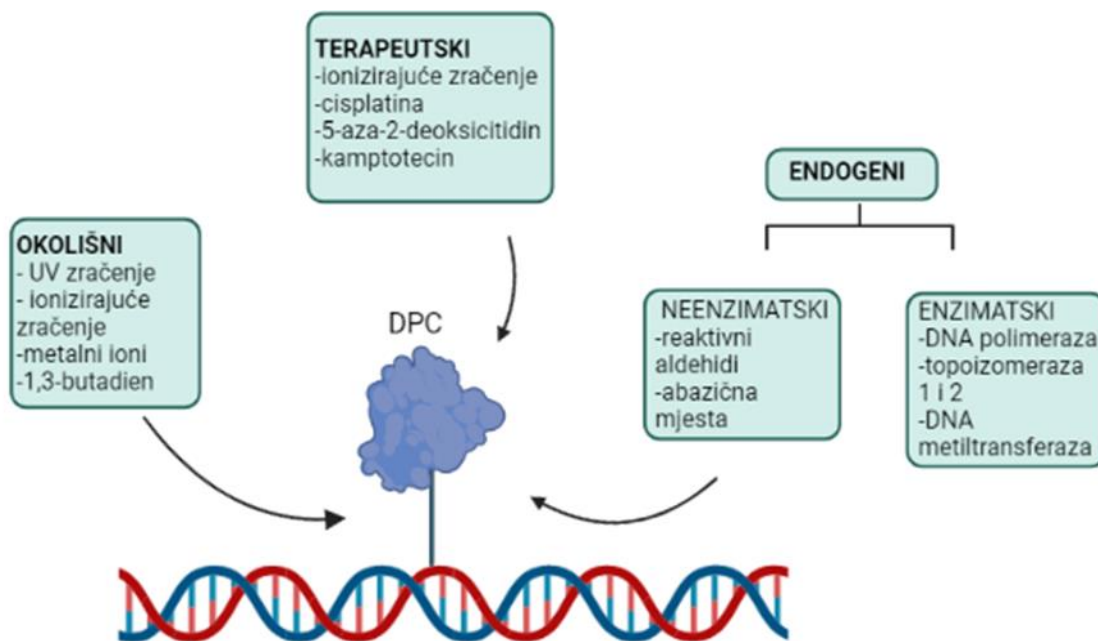 TERAPEUTSKI
-ionizirajuće zračenje
-cisplatina
-5-aza-2-deoksicitidin
-kamptotecin
OKOLIŠNI
- UV zračenje
- ionizirajuće
zračenje
-metalni ioni
-1,3-butadien
DPC
ENDOGENI
NEENZIMATSKI
-reaktivni
aldehidi
-abazična
mjesta
ENZIMATSKI
-DNA polimeraza
-topoizomeraza
1 i 2
-DNA
metiltransferaza